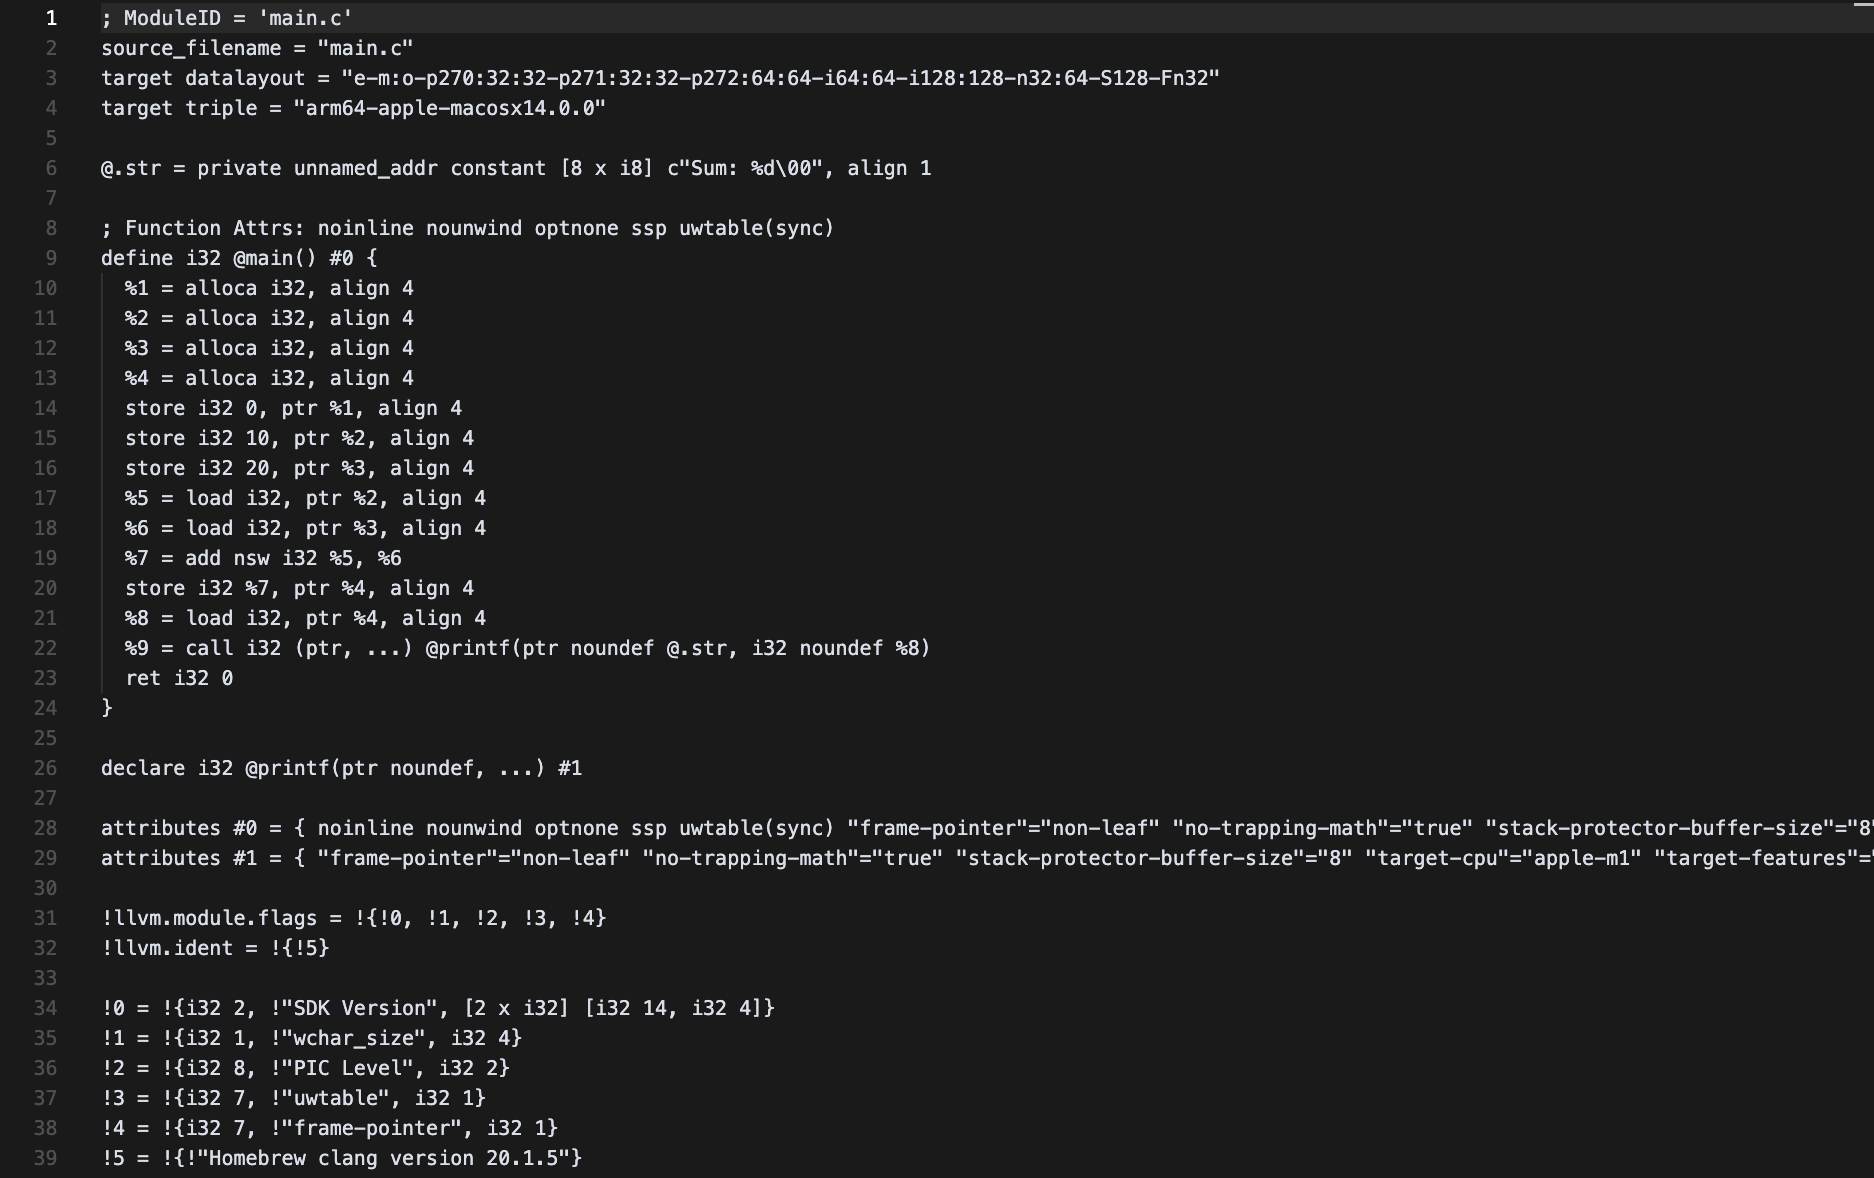 1 ; ModuleID = 'main.c'
2 source_filename = "main.c"
3 target datalayout = "e-m:o-p270:32:32-p271:32:32-p272:64:64-i64:64-i128:128-n32:64-S128-Fn32"
4 target triple = "arm64-apple-macosx14.0.0"
5
6 @.str = private unnamed_addr constant [8 x i8] c"Sum: %d\00", align 1
7
8 ; Function Attrs: noinline nounwind optnone ssp uwtable(sync)
9 define i32 @main() #0 {
10   %1 = alloca i32, align 4
11   %2 = alloca i32, align 4
12   %3 = alloca i32, align 4
13   %4 = alloca i32, align 4
14   store i32 0, ptr %1, align 4
15   store i32 10, ptr %2, align 4
16   store i32 20, ptr %3, align 4
17   %5 = load i32, ptr %2, align 4
18   %6 = load i32, ptr %3, align 4
19   %7 = add nsw i32 %5, %6
20   store i32 %7, ptr %4, align 4
21   %8 = load i32, ptr %4, align 4
22   %9 = call i32 (ptr, ...) @printf(ptr noundef @.str, i32 noundef %8)
23   ret i32 0
24 }
25
26 declare i32 @printf(ptr noundef, ...) #1
27
28 attributes #0 = { noinline nounwind optnone ssp uwtable(sync) "frame-pointer"="non-leaf" "no-trapping-math"="true" "stack-protector-buffer-size"="8"
29 attributes #1 = { "frame-pointer"="non-leaf" "no-trapping-math"="true" "stack-protector-buffer-size"="8" "target-cpu"="apple-m1" "target-features"="
30
31 !llvm.module.flags = !{!0, !1, !2, !3, !4}
32 !llvm.ident = !{!5}
33
34 !0 = !{i32 2, !"SDK Version", [2 x i32] [i32 14, i32 4]}
35 !1 = !{i32 1, !"wchar_size", i32 4}
36 !2 = !{i32 8, !"PIC Level", i32 2}
37 !3 = !{i32 7, !"uwtable", i32 1}
38 !4 = !{i32 7, !"frame-pointer", i32 1}
39 !5 = !{!"Homebrew clang version 20.1.5"}